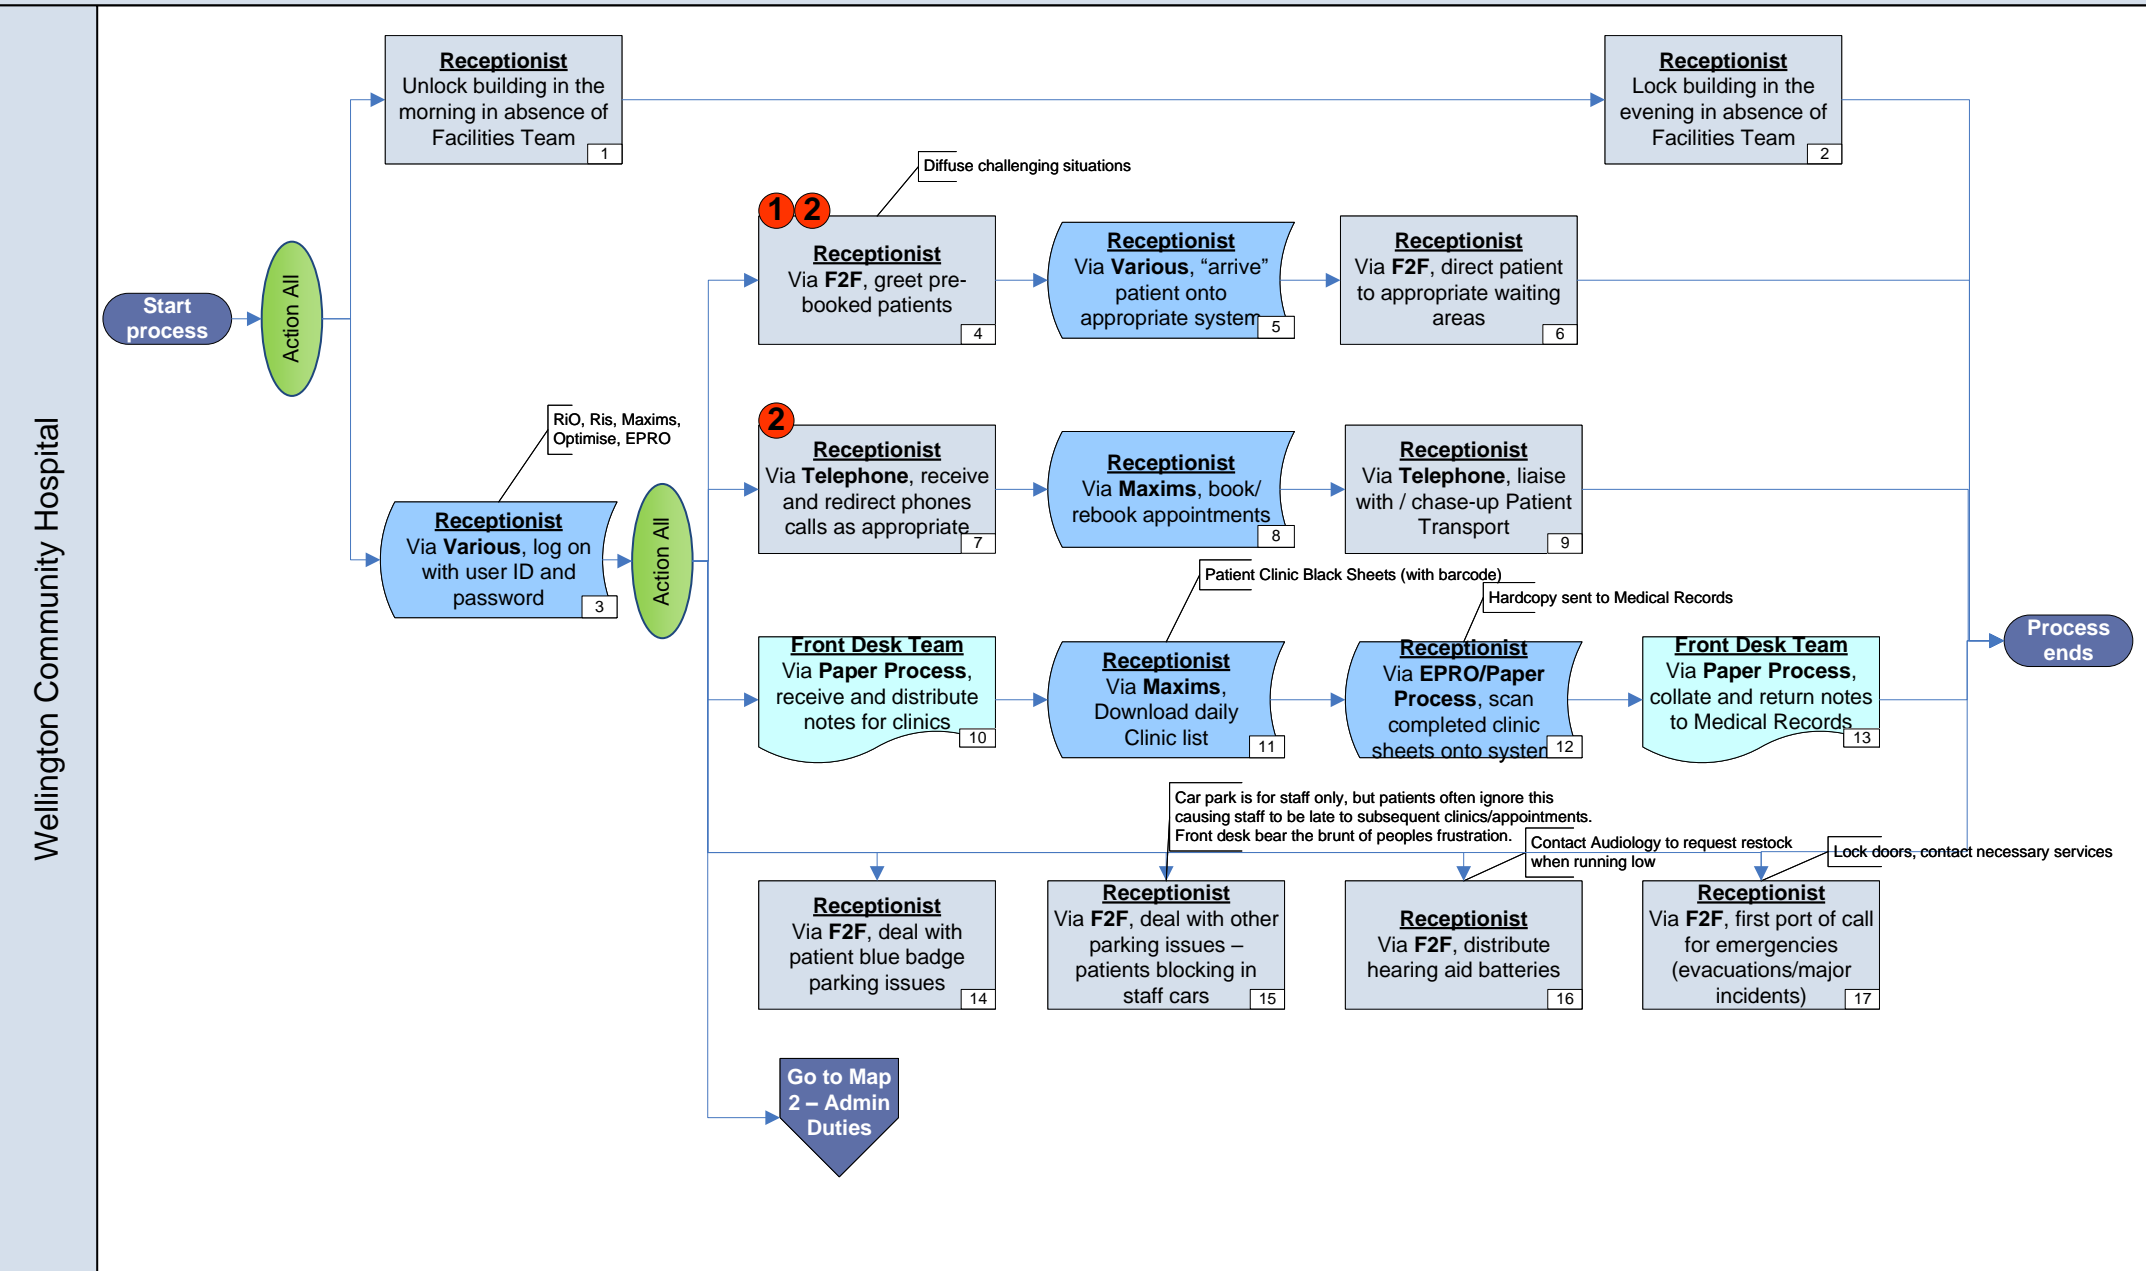 Wellington Community Hospital
Start
process
Action All
Receptionist
Unlock building in the
morning in absence of
Facilities Team
1
Receptionist
Lock building in the
evening in absence of
Facilities Team
2
RiO, Ris, Maxims,
Optimise, EPRO
Receptionist
Via Various, log on
with user ID and
password
3
Action All
Diffuse challenging situations
1 2
Receptionist
Via F2F, greet pre-
booked patients
4
Receptionist
Via Various, “arrive”
patient onto
appropriate system
5
Receptionist
Via F2F, direct patient
to appropriate waiting
areas
6
2
Receptionist
Via Telephone, receive
and redirect phones
calls as appropriate
7
Receptionist
Via Maxims, book/
rebook appointments
8
Receptionist
Via Telephone, liaise
with / chase-up Patient
Transport
9
Front Desk Team
Via Paper Process,
receive and distribute
notes for clinics
10
Patient Clinic Black Sheets (with barcode)
Receptionist
Via Maxims,
Download daily
Clinic list
11
Hardcopy sent to Medical Records
Receptionist
Via EPRO/Paper
Process, scan
completed clinic
sheets onto system
12
Front Desk Team
Via Paper Process,
collate and return notes
to Medical Records
13
Process
ends
Receptionist
Via F2F, deal with
patient blue badge
parking issues
14
Car park is for staff only, but patients often ignore this
causing staff to be late to subsequent clinics/appointments.
Front desk bear the brunt of peoples frustration.
Receptionist
Via F2F, deal with other
parking issues –
patients blocking in
staff cars
15
Contact Audiology to request restock
when running low
Receptionist
Via F2F, distribute
hearing aid batteries
16
Lock doors, contact necessary services
Receptionist
Via F2F, first port of call
for emergencies
(evacuations/major
incidents)
17
Go to Map
2 – Admin
Duties